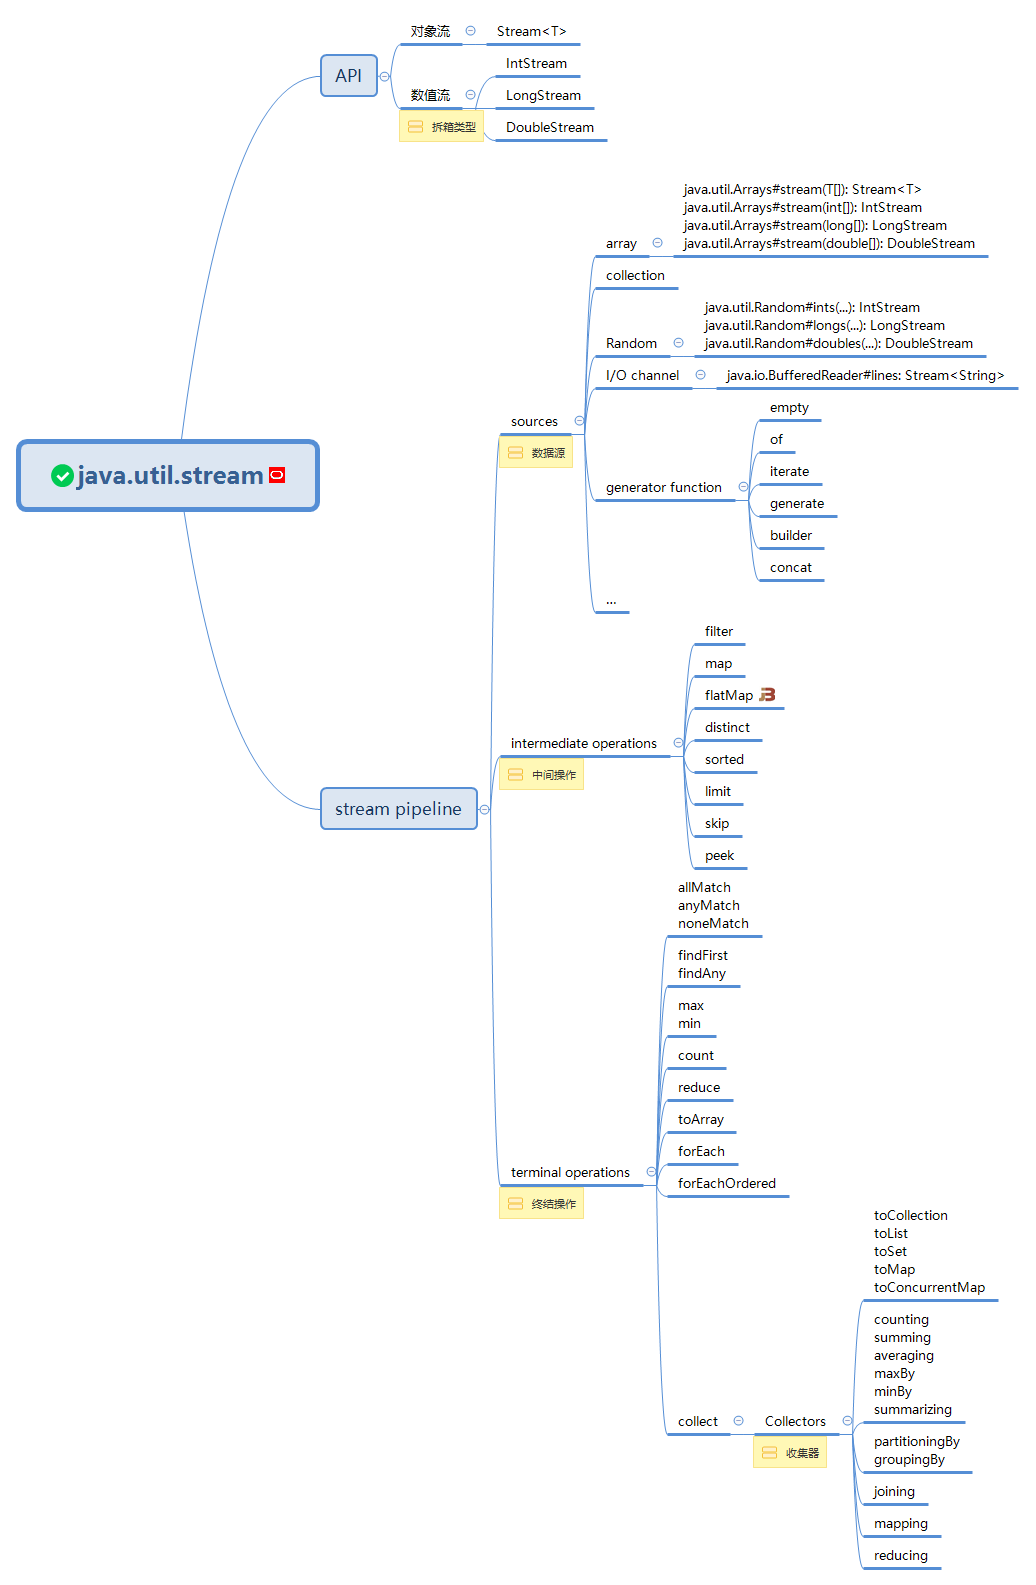 java.util.stream
API
对象流
Stream<T>
数值流
拆箱类型
IntStream
LongStream
DoubleStream
stream pipeline
sources
数据源
array
java.util.Arrays#stream(T[]): Stream<T>
java.util.Arrays#stream(int[]): IntStream
java.util.Arrays#stream(long[]): LongStream
java.util.Arrays#stream(double[]): DoubleStream
collection
Random
java.util.Random#ints(...): IntStream
java.util.Random#longs(...): LongStream
java.util.Random#doubles(...): DoubleStream
I/O channel
java.io.BufferedReader#lines: Stream<String>
generator function
empty
of
iterate
generate
builder
concat
...
intermediate operations
中间操作
filter
map
flatMap
distinct
sorted
limit
skip
peek
terminal operations
终结操作
allMatch
anyMatch
noneMatch
findFirst
findAny
max
min
count
reduce
toArray
forEach
forEachOrdered
collect
Collectors
收集器
toCollection
toList
toSet
toMap
toConcurrentMap
counting
summing
averaging
maxBy
minBy
summarizing
partitioningBy
groupingBy
joining
mapping
reducing